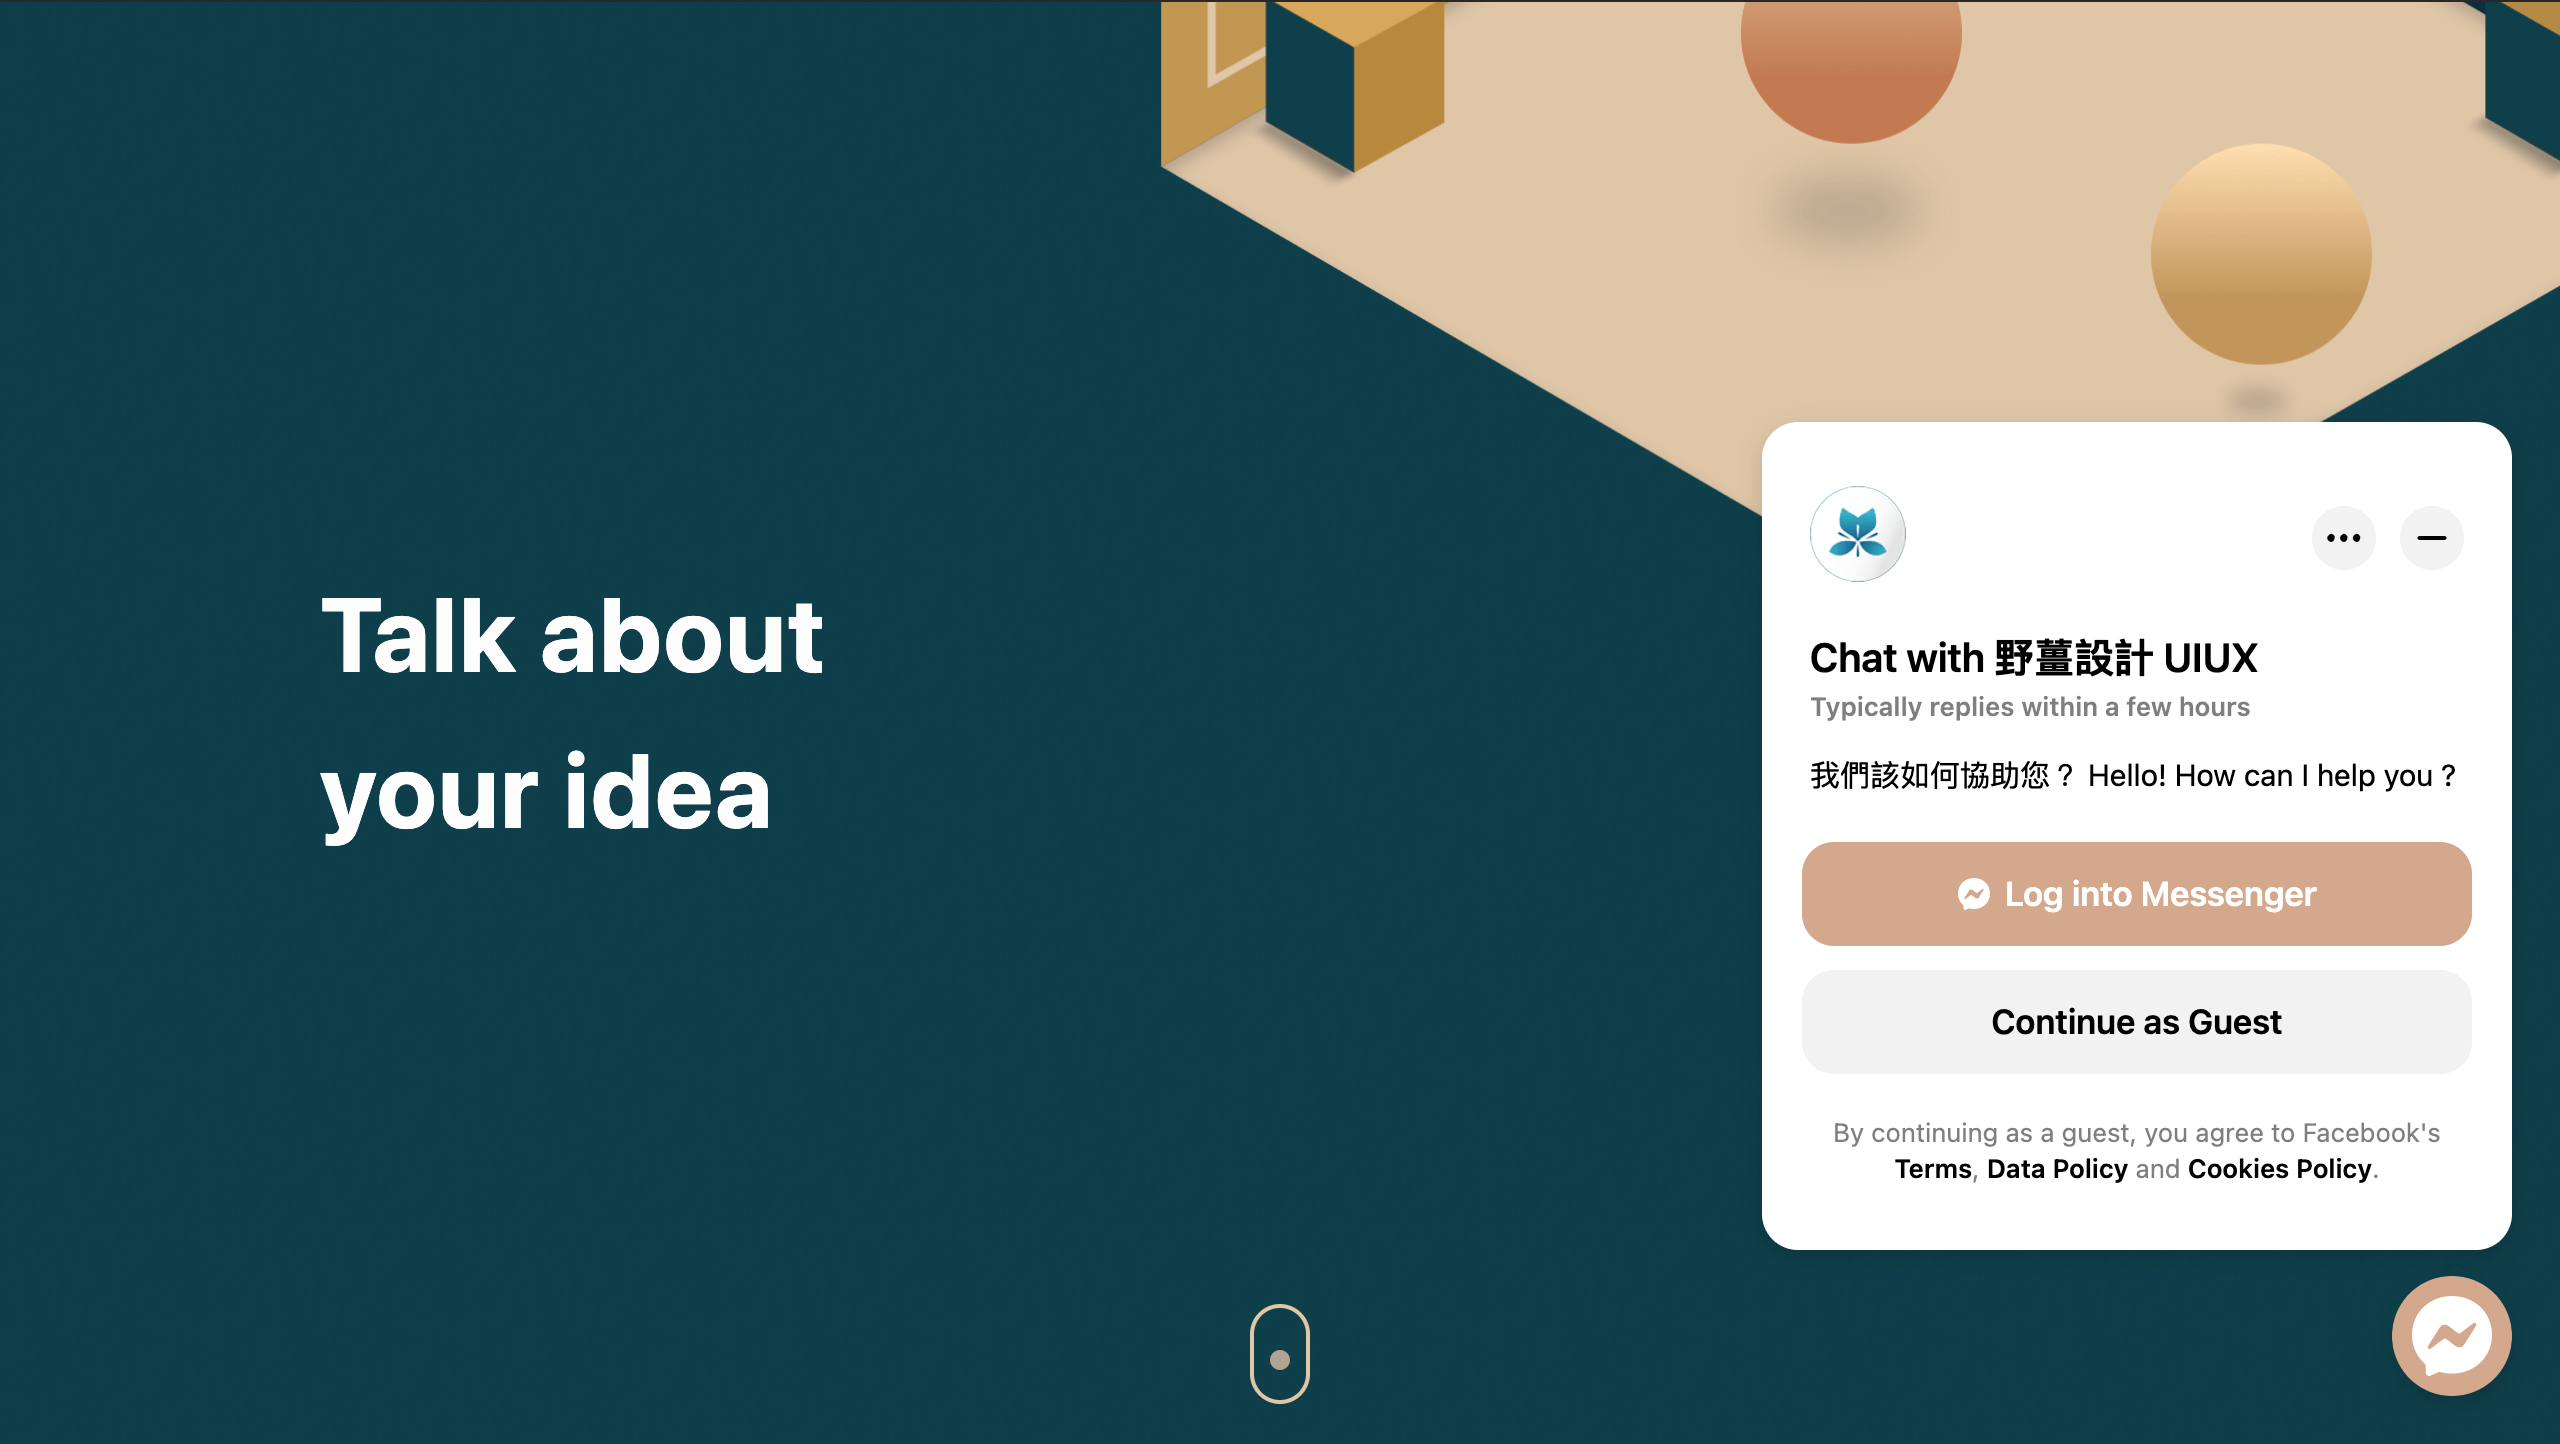 Talk about
your idea
Chat with 野薑設計 UIUX
Typically replies within a few hours
我們該如何協助您？ Hello! How can I help you？
Log into Messenger
Continue as Guest
By continuing as a guest, you agree to Facebook's
Terms, Data Policy and Cookies Policy.